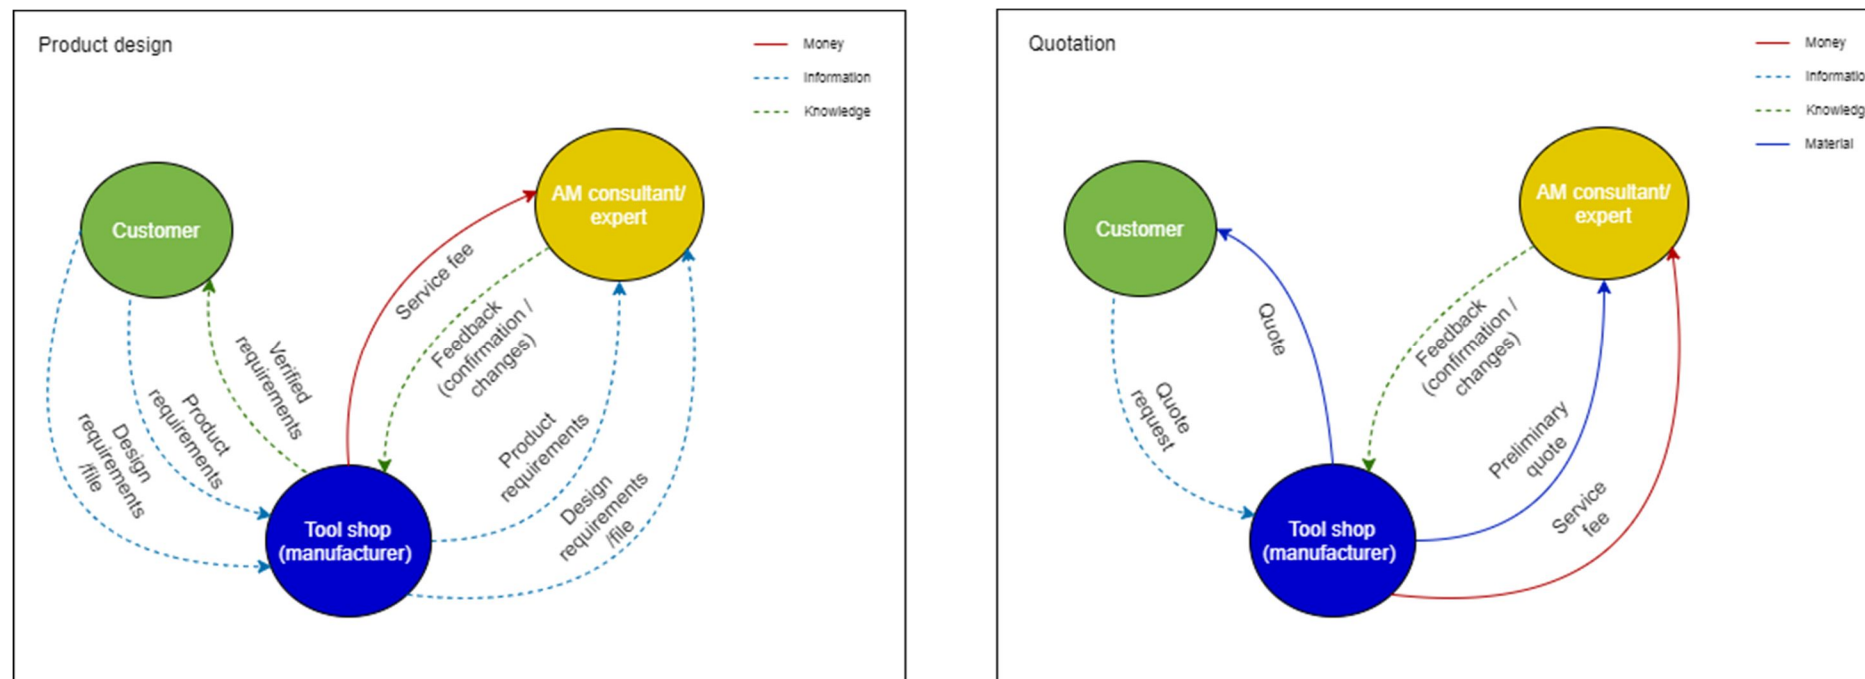 Product design
Money
Information
Knowledge
Customer
AM consultant/
expert
Service fee
Feedback
(confirmation /
changes)
Verified
requirements
Product
requirements
Design
requirements
/file
Product
requirements
Design
requirements
/file
Tool shop
(manufacturer)
Quotation
Money
Informatio
Knowledg
Material
Customer
AM consultant/
expert
Quote
Feedback
(confirmation /
changes)
Quote
request
Preliminary
quote
Service
fee
Tool shop
(manufacturer)